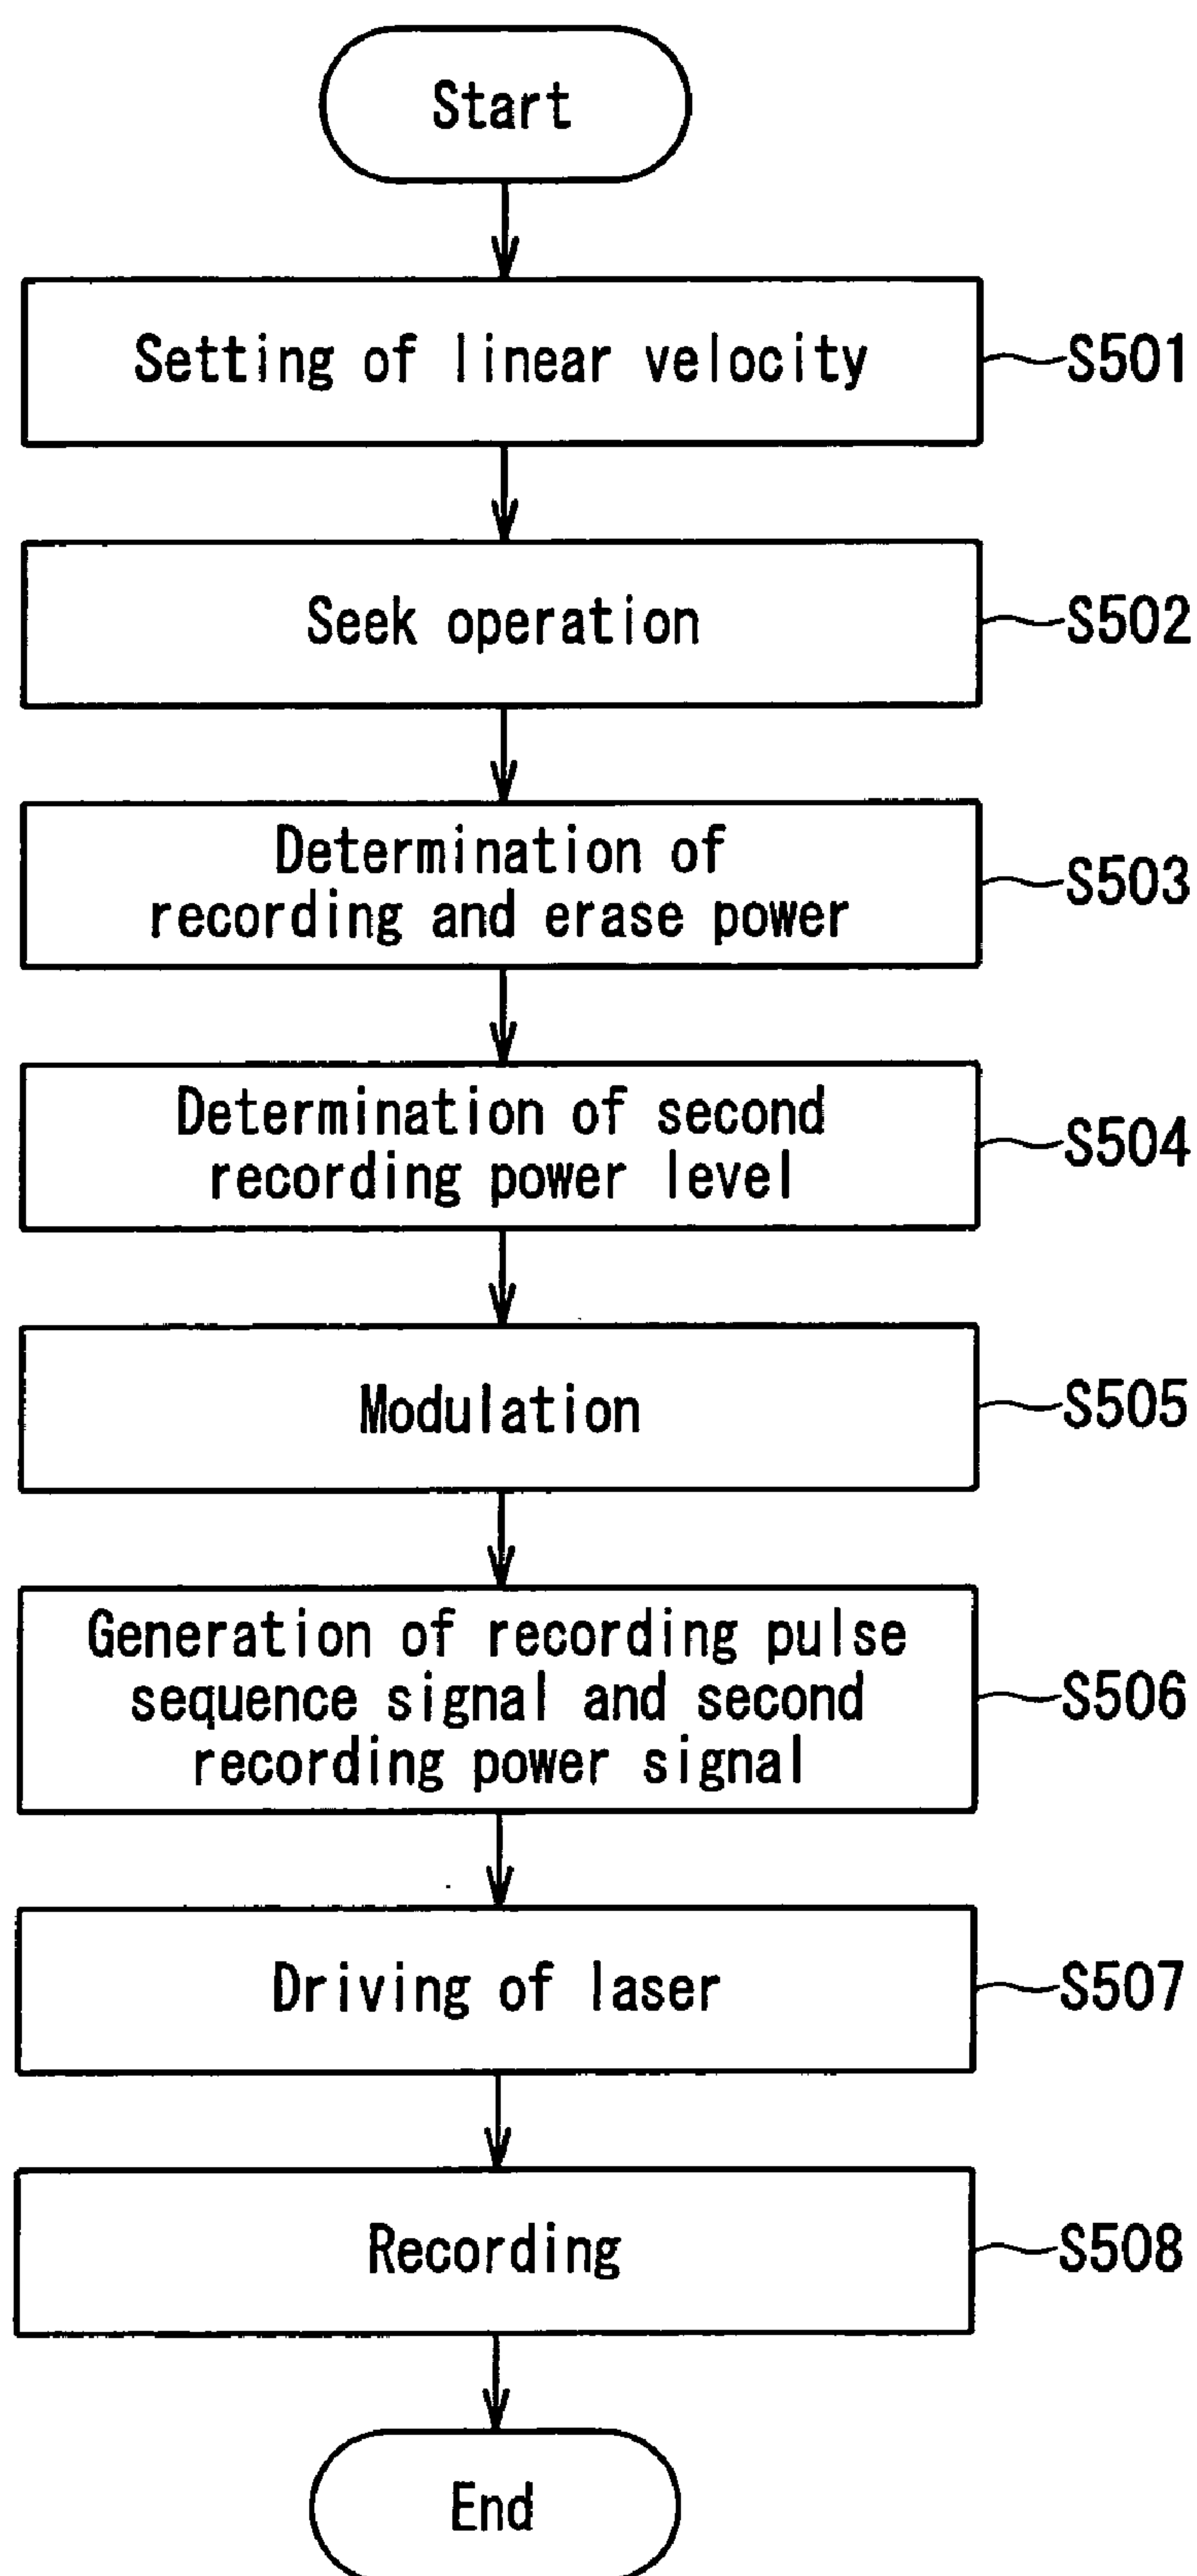 Start
Setting of linear velocity
S501
Seek operation
S502
Determination of
recording and erase power
S503
Determination of second
recording power level
S504
Modulation
S505
Generation of recording pulse
sequence signal and second
recording power signal
S506
Driving of laser
S507
Recording
S508
End